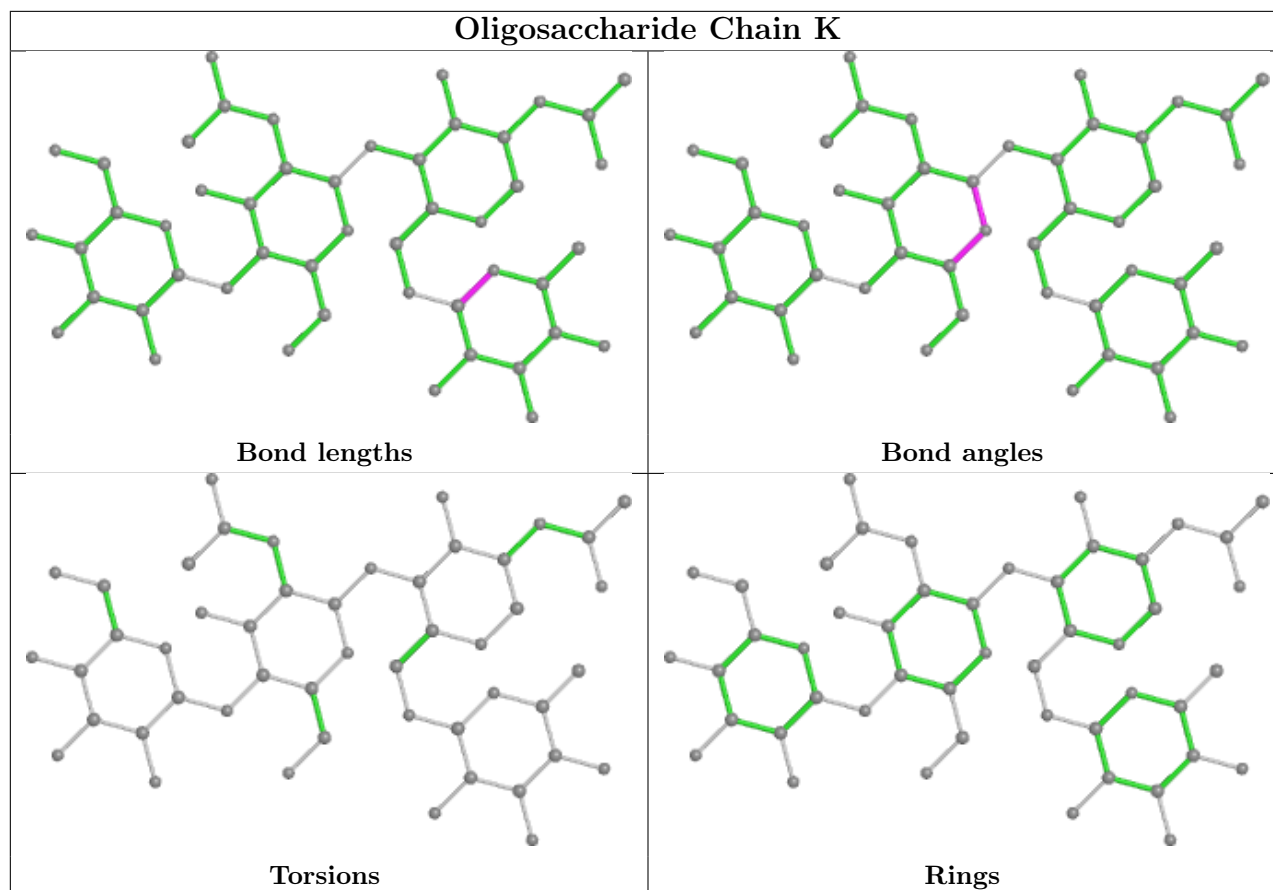 Oligosaccharide Chain K
Bond lengths
Bond angles
Torsions
Rings